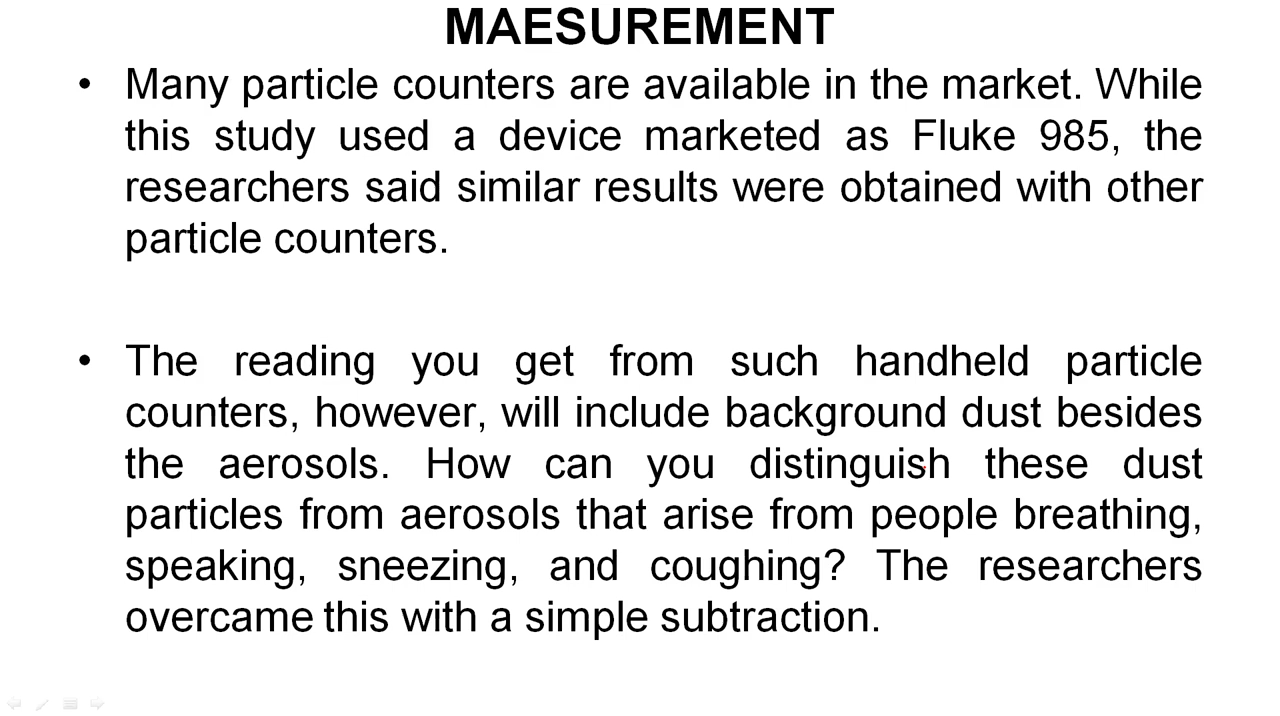 MAESUREMENT
• Many particle counters are available in the market. While
this study used a device marketed as Fluke 985, the
researchers said similar results were obtained with other
particle counters.
• The reading you get from such handheld particle
counters, however, will include background dust besides
the aerosols. How can you distinguish these dust
particles from aerosols that arise from people breathing,
speaking, sneezing, and coughing? The researchers
overcame this with a simple subtraction.